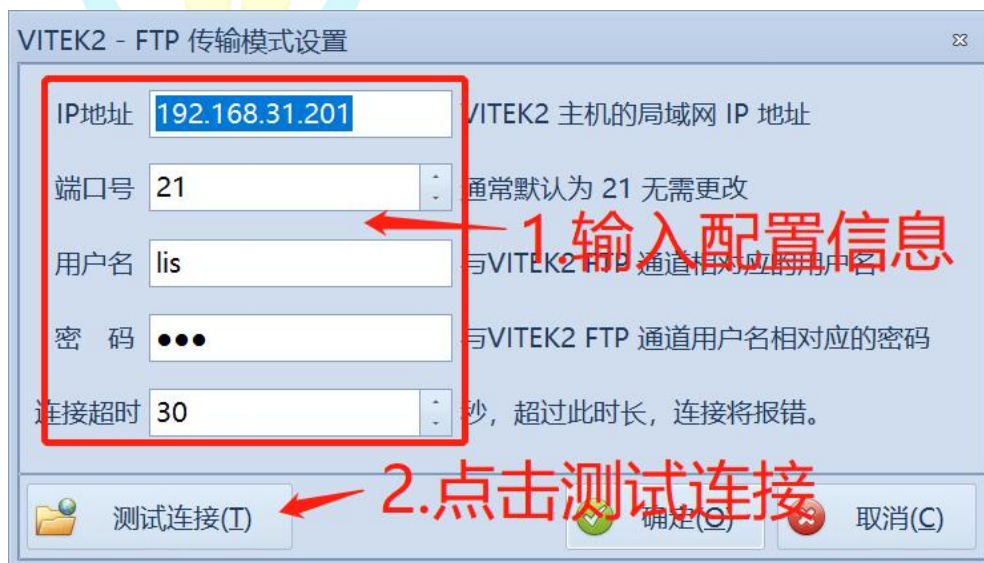 VITEK2 - FTP 传输模式设置
IP地址 192.168.31.201 VITEK2 主机的局域网 IP 地址
端口号 21 通常默认为 21 无需更改
1.输入配置信息
用户名 lis 与VITEK2 FTP 通道相对应的用户名
密 码 ●●● 与VITEK2 FTP 通道用户名相对应的密码
连接超时 30 秒，超过此时长，连接将报错。
2.点击测试连接
测试连接(T) 确定(O) 取消(C)